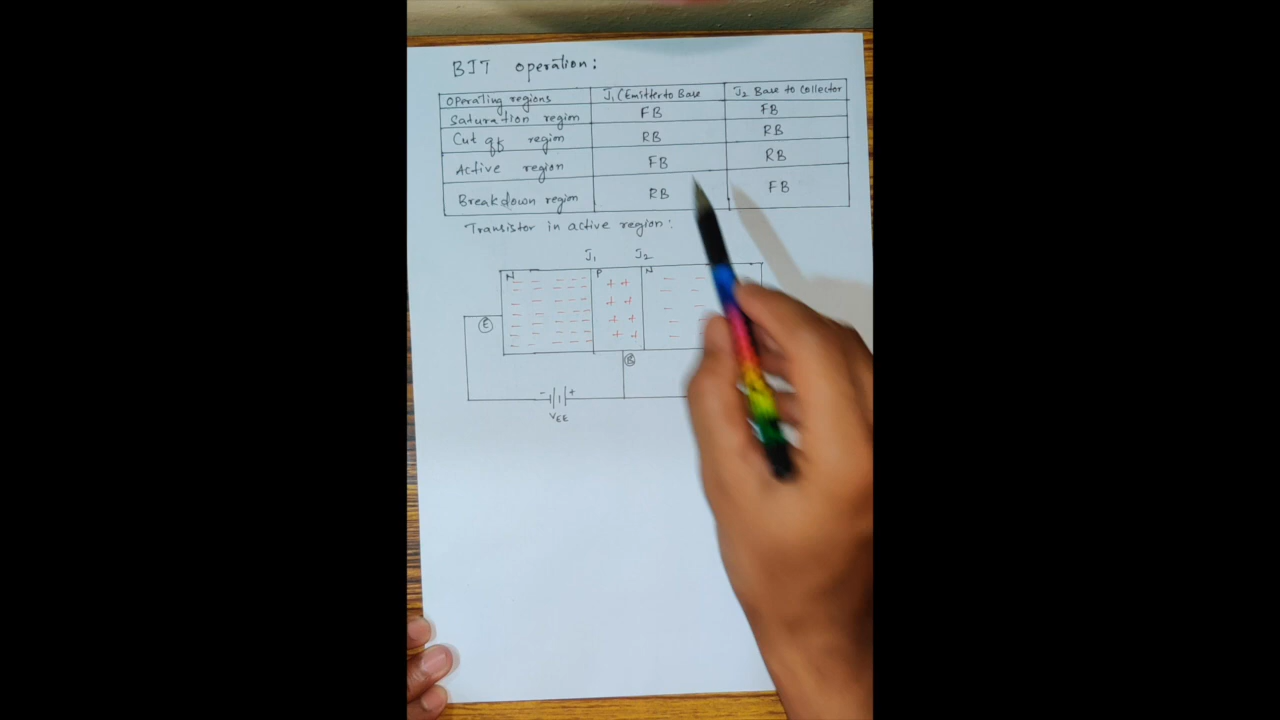 BJT operation:
Operating regions J₁ (Emitter to Base J₂ Base to Collector
Saturation region FB FB
Cut off region RB RB
Active region FB RB
Breakdown region RB FB
Transistor in active region:
J₁ J₂
N P N
E
B
- +
VEE